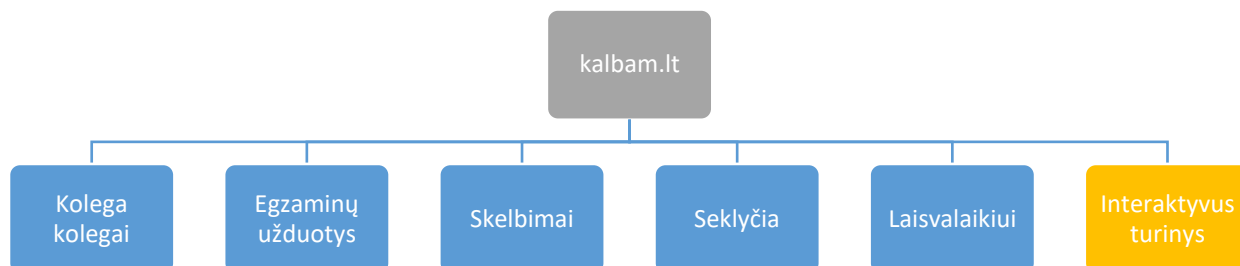 kalbam.lt
Kolega
kolegai
Egzaminų
užduotys
Skelbimai
Seklyčia
Laisvalaikiui
Interaktyvus
turinys